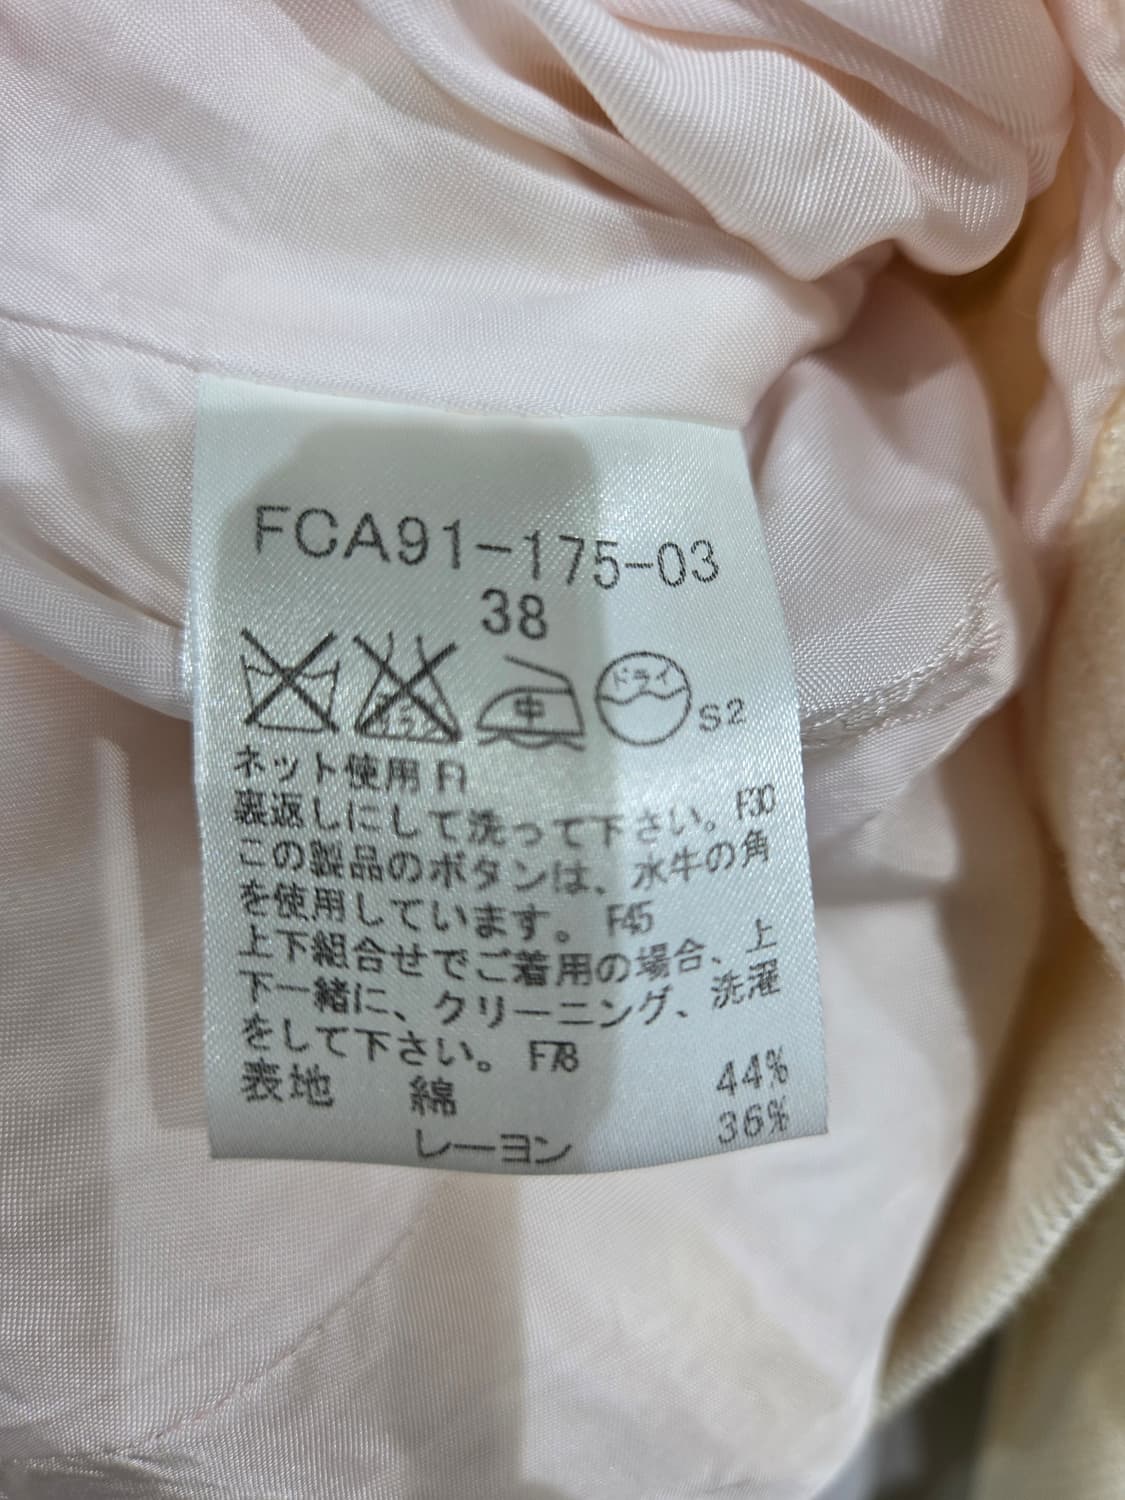 FCA91-175-03
38
中 ドライ S2
ネット使用 F1
裏返しにして洗って下さい。 F30
この製品のボタンは、水牛の角
を使用しています。 F45
上下組合せでご着用の場合、上
下一緒に、クリーニング、洗濯
をして下さい。 F78
表地 綿 44%
レーヨン 36%